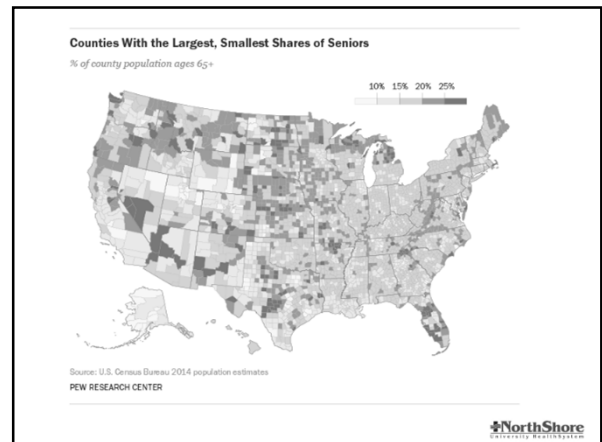 Counties With the Largest, Smallest Shares of Seniors
% of county population ages 65+
10% 15% 20% 25%
Source: U.S. Census Bureau 2014 population estimates
PEW RESEARCH CENTER
NorthShore
University HealthSystem